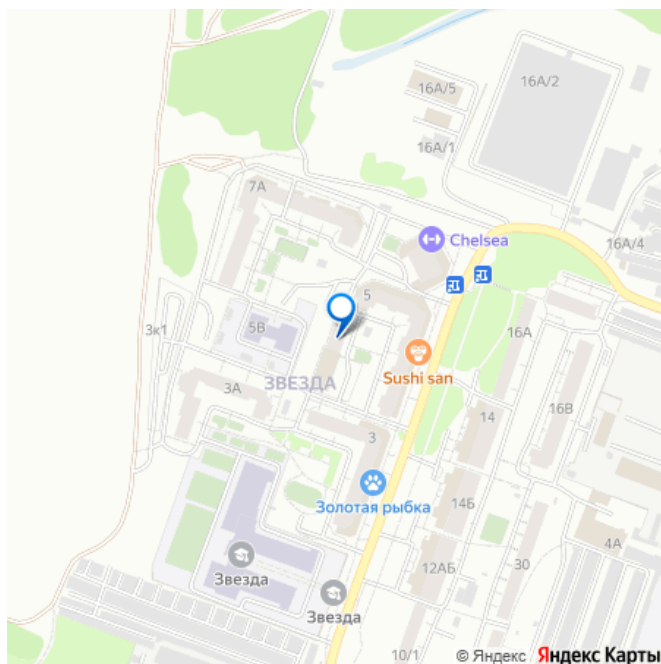 16А/5
16А/2
16А/1
7А
Chelsea
16А/4
5
3к1
5В
16А
Sushi san
ЗВЕЗДА
3А
14
16В
3
Золотая рыбка
14Б
4А
Звезда
12АБ
30
Звезда
10/1
© Яндекс Яндекс Карты